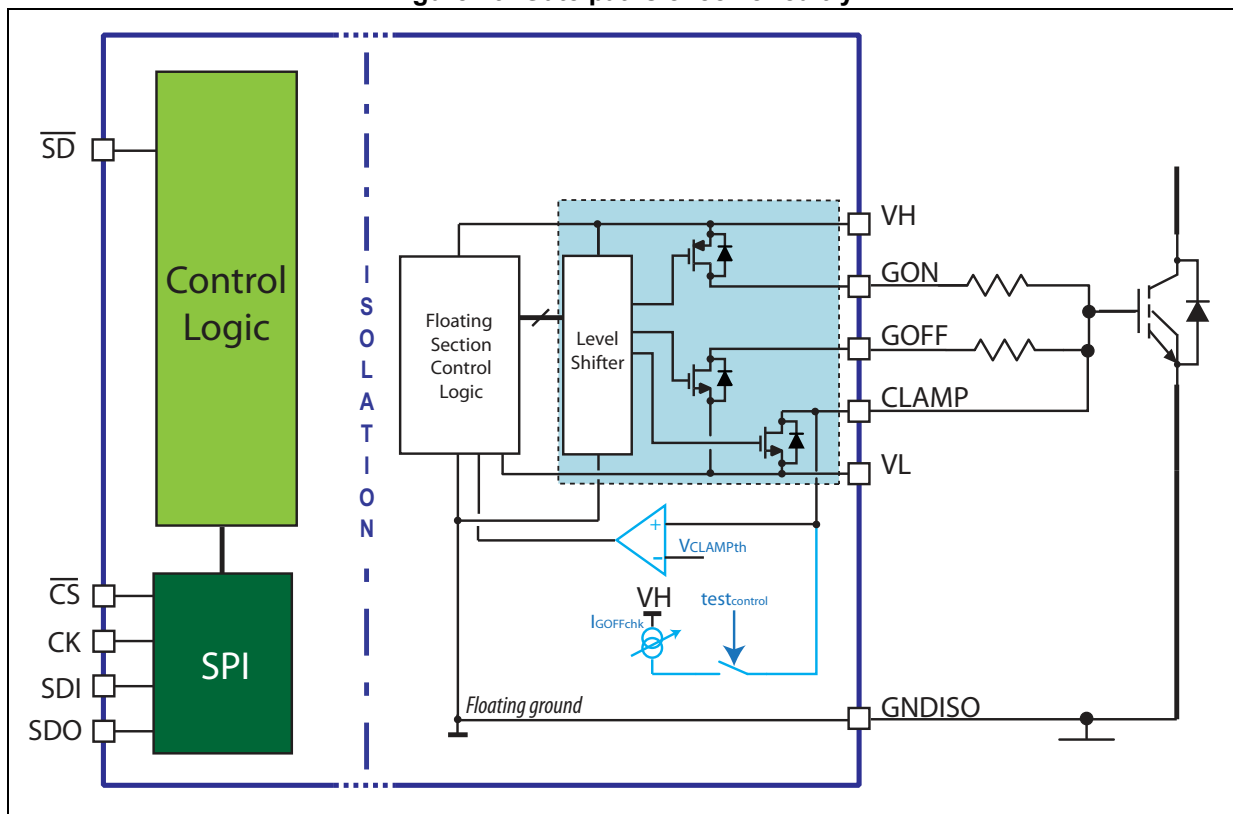 SD
Control
Logic
CS
CK
SDI
SDO
SPI
ISOLATION
Floating
Section
Control
Logic
Level
Shifter
VH
GON
GOFF
CLAMP
VL
+
−
VCLAMPth
VH
IGOFFchk
testcontrol
Floating ground
GNDISO